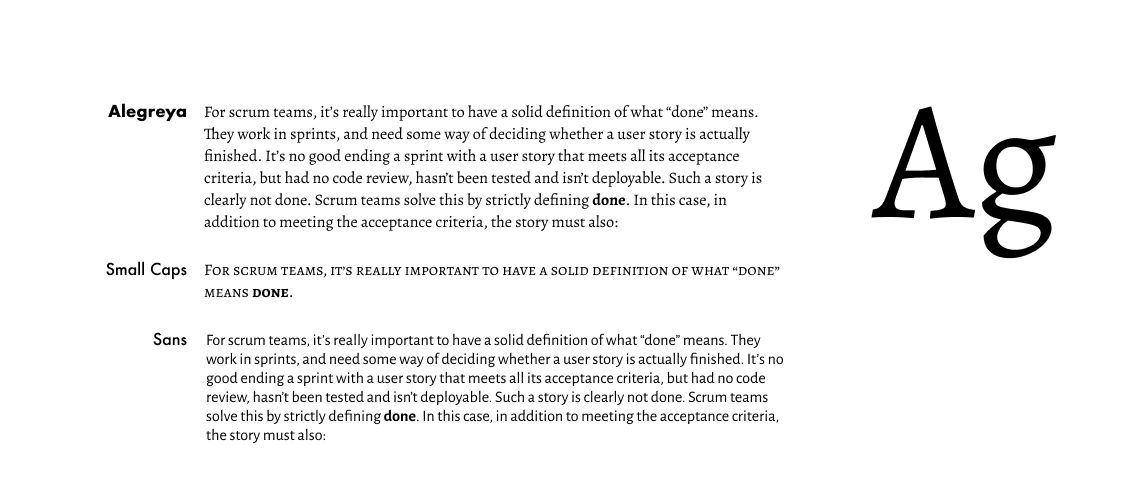 Alegreya
For scrum teams, it’s really important to have a solid definition of what “done” means.
They work in sprints, and need some way of deciding whether a user story is actually
finished. It’s no good ending a sprint with a user story that meets all its acceptance
criteria, but had no code review, hasn’t been tested and isn’t deployable. Such a story is
clearly not done. Scrum teams solve this by strictly defining done. In this case, in
addition to meeting the acceptance criteria, the story must also:
Ag
Small Caps
For scrum teams, it’s really important to have a solid definition of what “done”
means done.
Sans
For scrum teams, it’s really important to have a solid definition of what “done” means. They
work in sprints, and need some way of deciding whether a user story is actually finished. It’s no
good ending a sprint with a user story that meets all its acceptance criteria, but had no code
review, hasn’t been tested and isn’t deployable. Such a story is clearly not done. Scrum teams
solve this by strictly defining done. In this case, in addition to meeting the acceptance criteria,
the story must also: